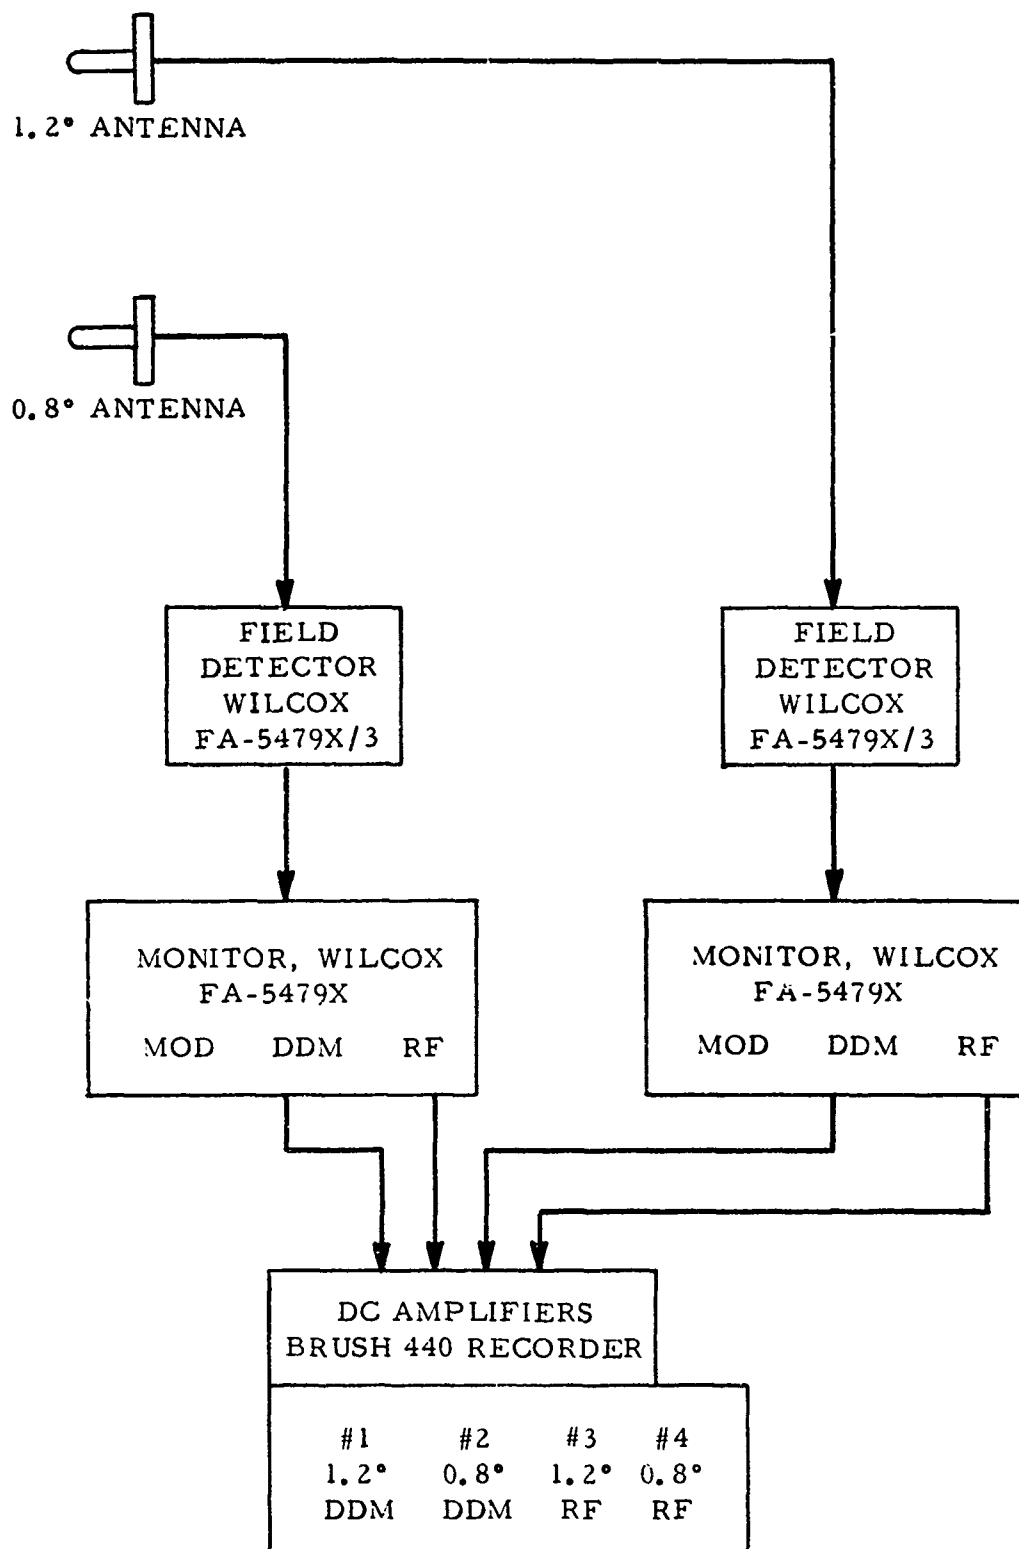 1.2° ANTENNA
0.8° ANTENNA
FIELD
DETECTOR
WILCOX
FA-5479X/3
FIELD
DETECTOR
WILCOX
FA-5479X/3
MONITOR, WILCOX
FA-5479X
MOD DDM RF
MONITOR, WILCOX
FA-5479X
MOD DDM RF
DC AMPLIFIERS
BRUSH 440 RECORDER
#1 #2 #3 #4
1.2° 0.8° 1.2° 0.8°
DDM DDM RF RF